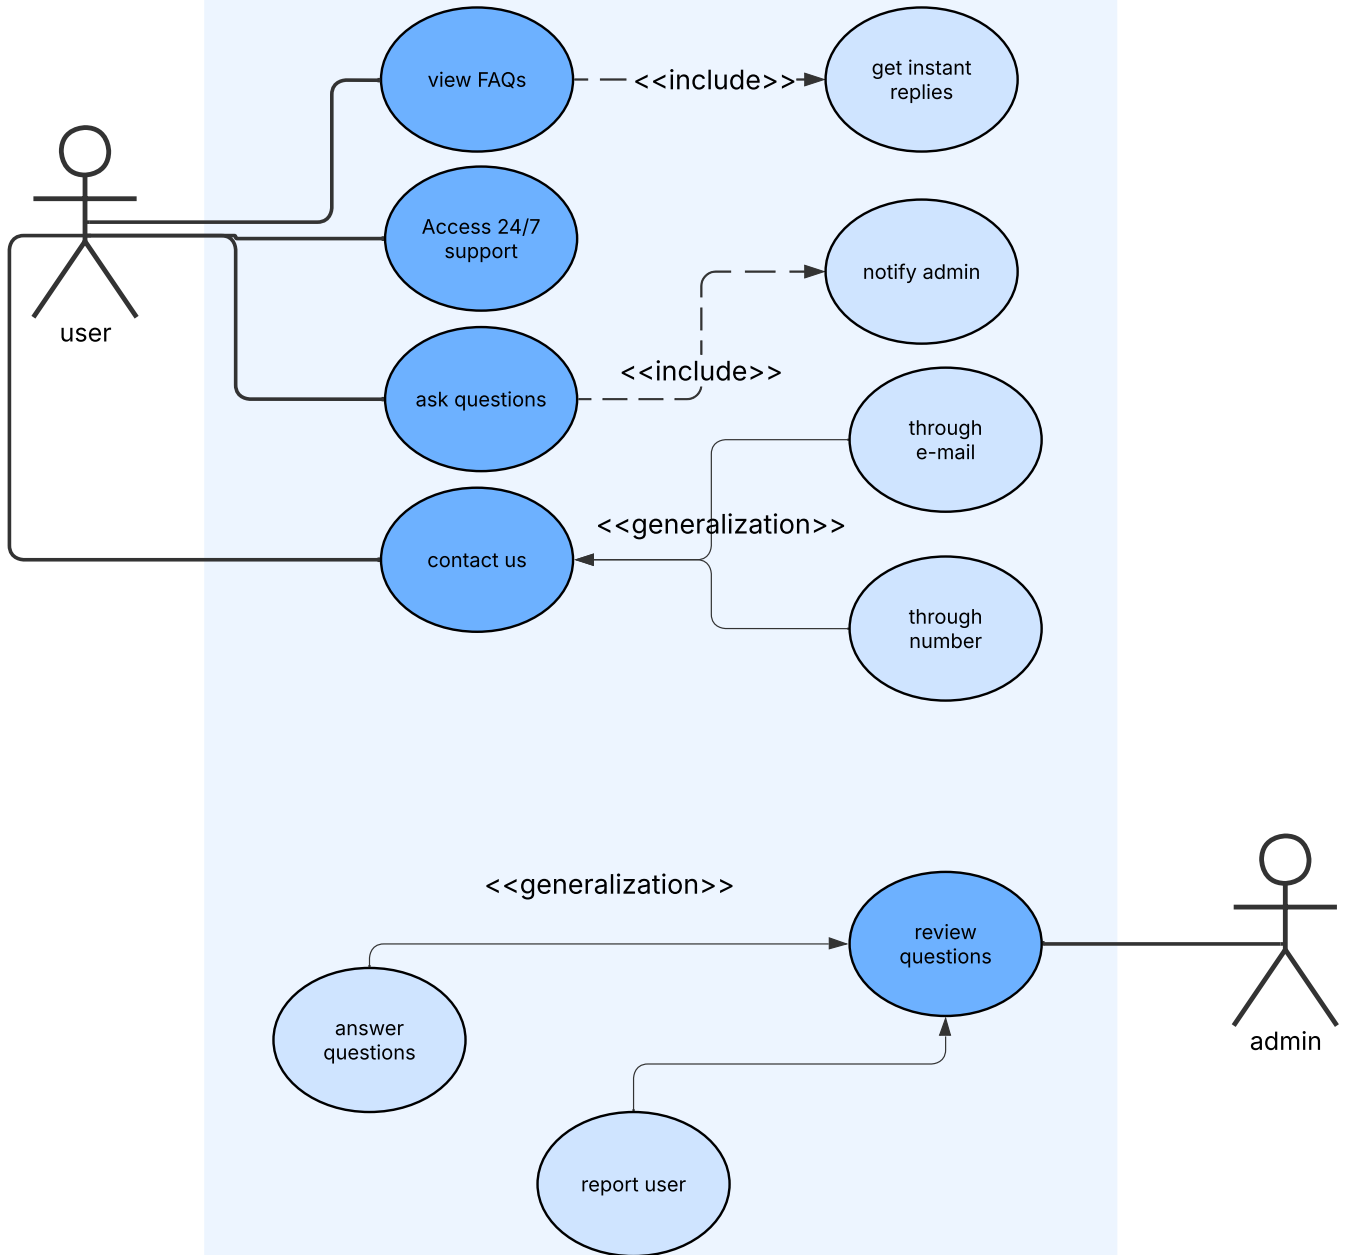 view FAQs
<<include>>
get instant
replies
user
Access 24/7
support
notify admin
<<include>>
ask questions
through
e-mail
<<generalization>>
contact us
through
number
<<generalization>>
review
questions
admin
answer
questions
report user